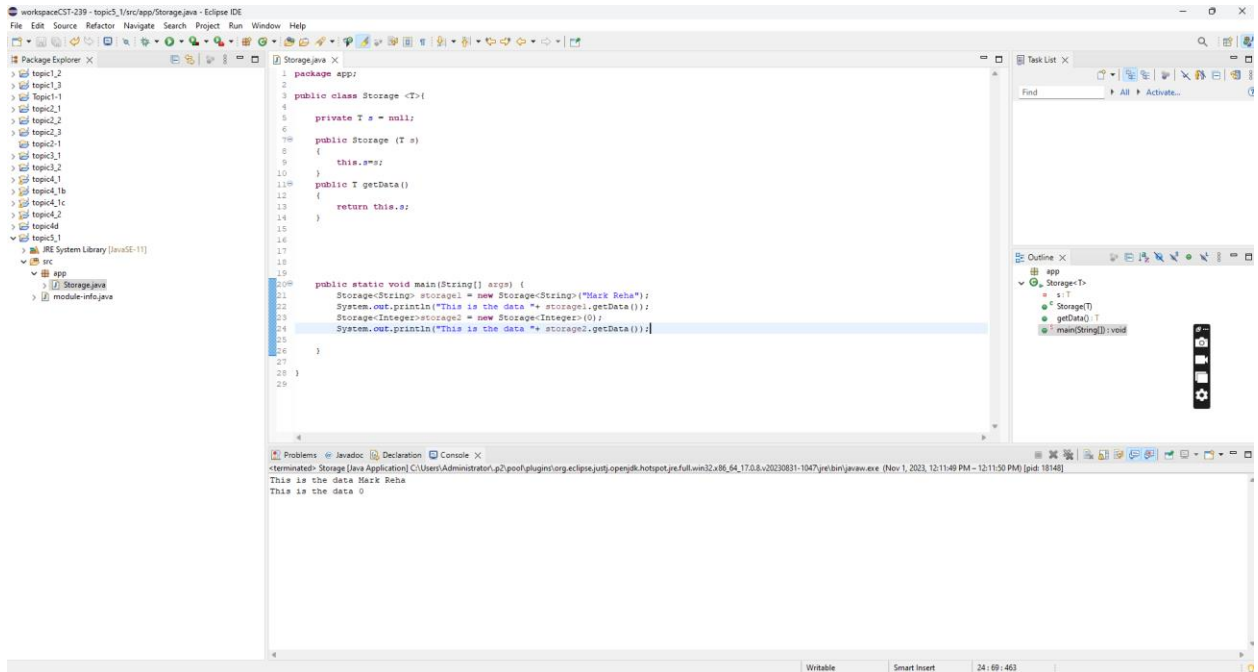 workspaceCST-239 - topic5_1/src/app/Storage.java - Eclipse IDE
File Edit Source Refactor Navigate Search Project Run Window Help
Package Explorer
topic1_2
topic1_3
Topic1-1
topic2_1
topic2_2
topic2_3
topic2-1
topic3_1
topic3_2
topic4_1
topic4_1b
topic4_1c
topic4_2
topic4d
topic5_1
JRE System Library [JavaSE-11]
src
app
Storage.java
module-info.java
Storage.java
1 package app;
2
3 public class Storage <T>{
4
5 private T s = null;
6
7 public Storage (T s)
8 {
9 this.s=s;
10 }
11 public T getData()
12 {
13 return this.s;
14 }
15
16
17
18
19
20 public static void main(String[] args) {
21 Storage<String> storage1 = new Storage<String>("Mark Reha");
22 System.out.println("This is the data "+ storage1.getData());
23 Storage<Integer>storage2 = new Storage<Integer>(0);
24 System.out.println("This is the data "+ storage2.getData());
25
26 }
27
28 }
29
Task List
Find All Activate...
Outline
app
Storage<T>
s : T
Storage(T)
getData() : T
main(String[]) : void
Problems Javadoc Declaration Console
<terminated> Storage [Java Application] C:\Users\Administrator\.p2\pool\plugins\org.eclipse.justj.openjdk.hotspot.jre.full.win32.x86_64_17.0.8.v20230831-1047\jre\bin\javaw.exe (Nov 1, 2023, 12:11:49 PM – 12:11:50 PM) [pid: 18148]
This is the data Mark Reha
This is the data 0
Writable Smart Insert 24 : 69 : 463